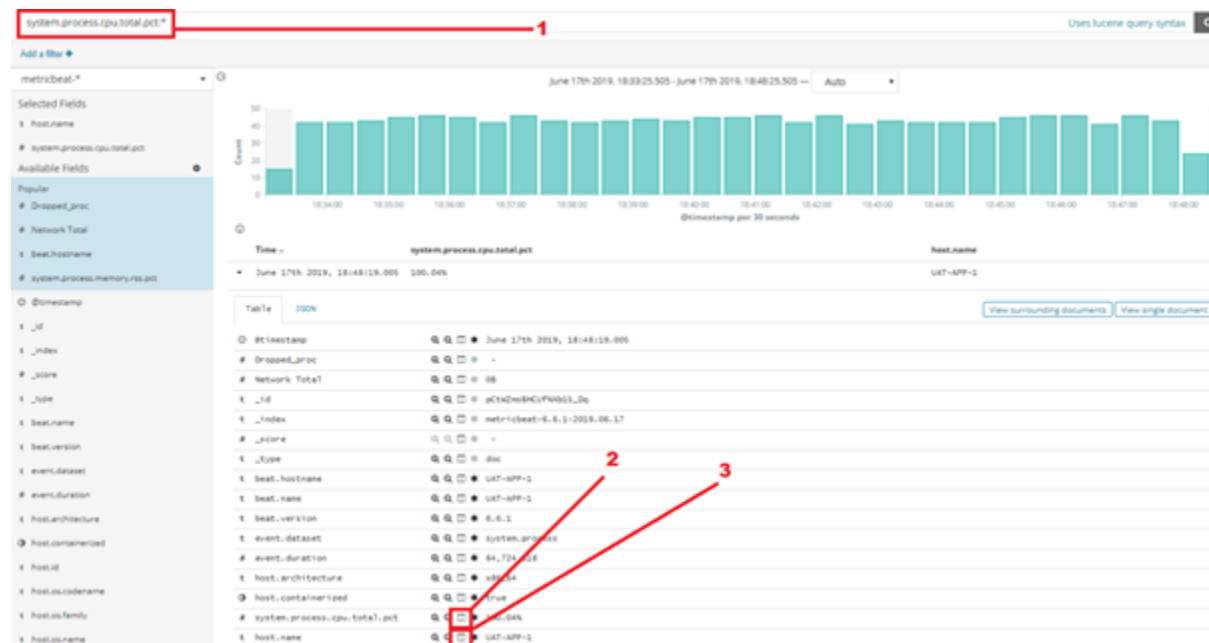 system.process.cpu.total.pct:*
1
Uses lucene query syntax
Add a filter
metricbeat-*
June 17th 2019, 18:33:25.505 - June 17th 2019, 18:48:25.505 —
Auto
Selected Fields
t host.name
# system.process.cpu.total.pct
Available Fields
Popular
# Dropped_proc
# Network Total
t beat.hostname
# system.process.memory.rss.pct
@timestamp
t _id
t _index
# _score
t _type
t beat.name
t beat.version
t event.dataset
# event.duration
t host.architecture
host.containerized
t host.id
t host.os.codename
t host.os.family
t host.os.name
Count
50
40
30
20
10
0
18:34:00 18:35:00 18:36:00 18:37:00 18:38:00 18:39:00 18:40:00 18:41:00 18:42:00 18:43:00 18:44:00 18:45:00 18:46:00 18:47:00 18:48:00
@timestamp per 30 seconds
Time system.process.cpu.total.pct host.name
June 17th 2019, 18:48:19.005 100.04% UAT-APP-1
Table JSON
View surrounding documents View single document
@timestamp June 17th 2019, 18:48:19.005
# Dropped_proc -
# Network Total 0B
t _id
t _index metricbeat-6.6.1-2019.06.17
# _score -
t _type doc
2
3
t beat.hostname UAT-APP-1
t beat.name UAT-APP-1
t beat.version 6.6.1
t event.dataset system.process
# event.duration
t host.architecture
host.containerized true
# system.process.cpu.total.pct 100.04%
t host.name UAT-APP-1